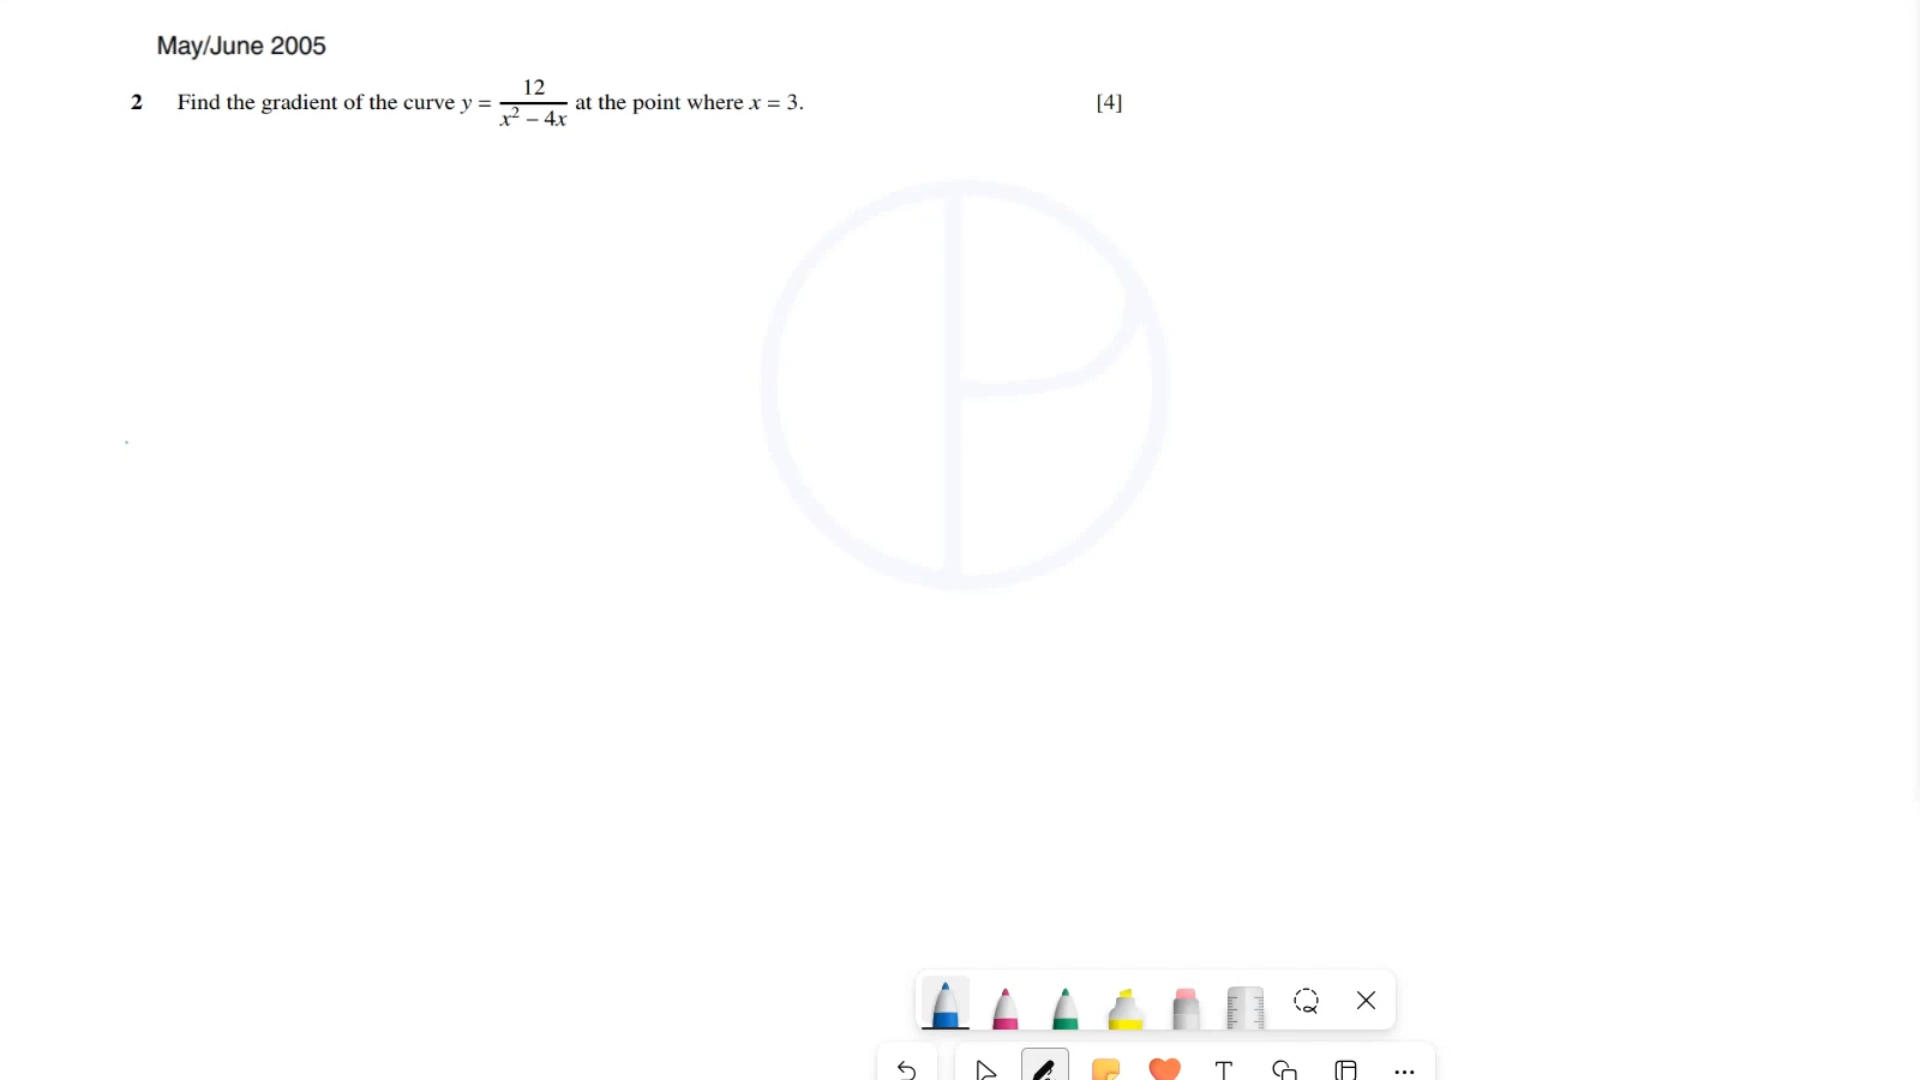 May/June 2005
2 Find the gradient of the curve y = 12 / (x² − 4x) at the point where x = 3. [4]